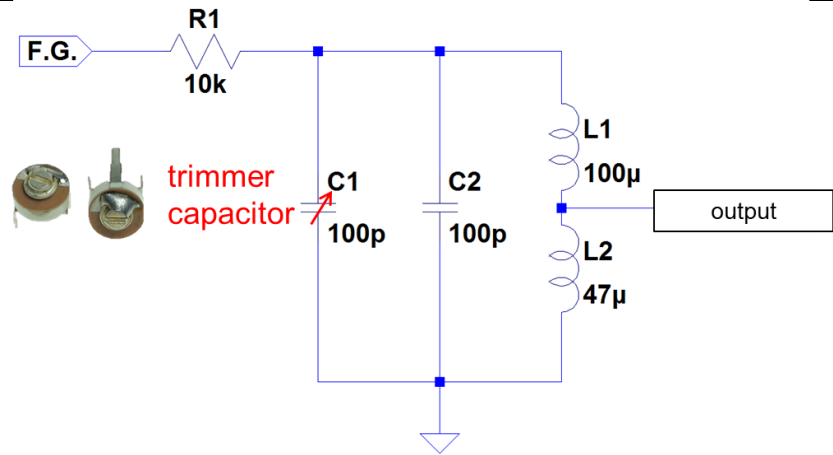 R1
F.G.
10k
trimmer
capacitor
C1
100p
C2
100p
L1
100µ
output
L2
47µ